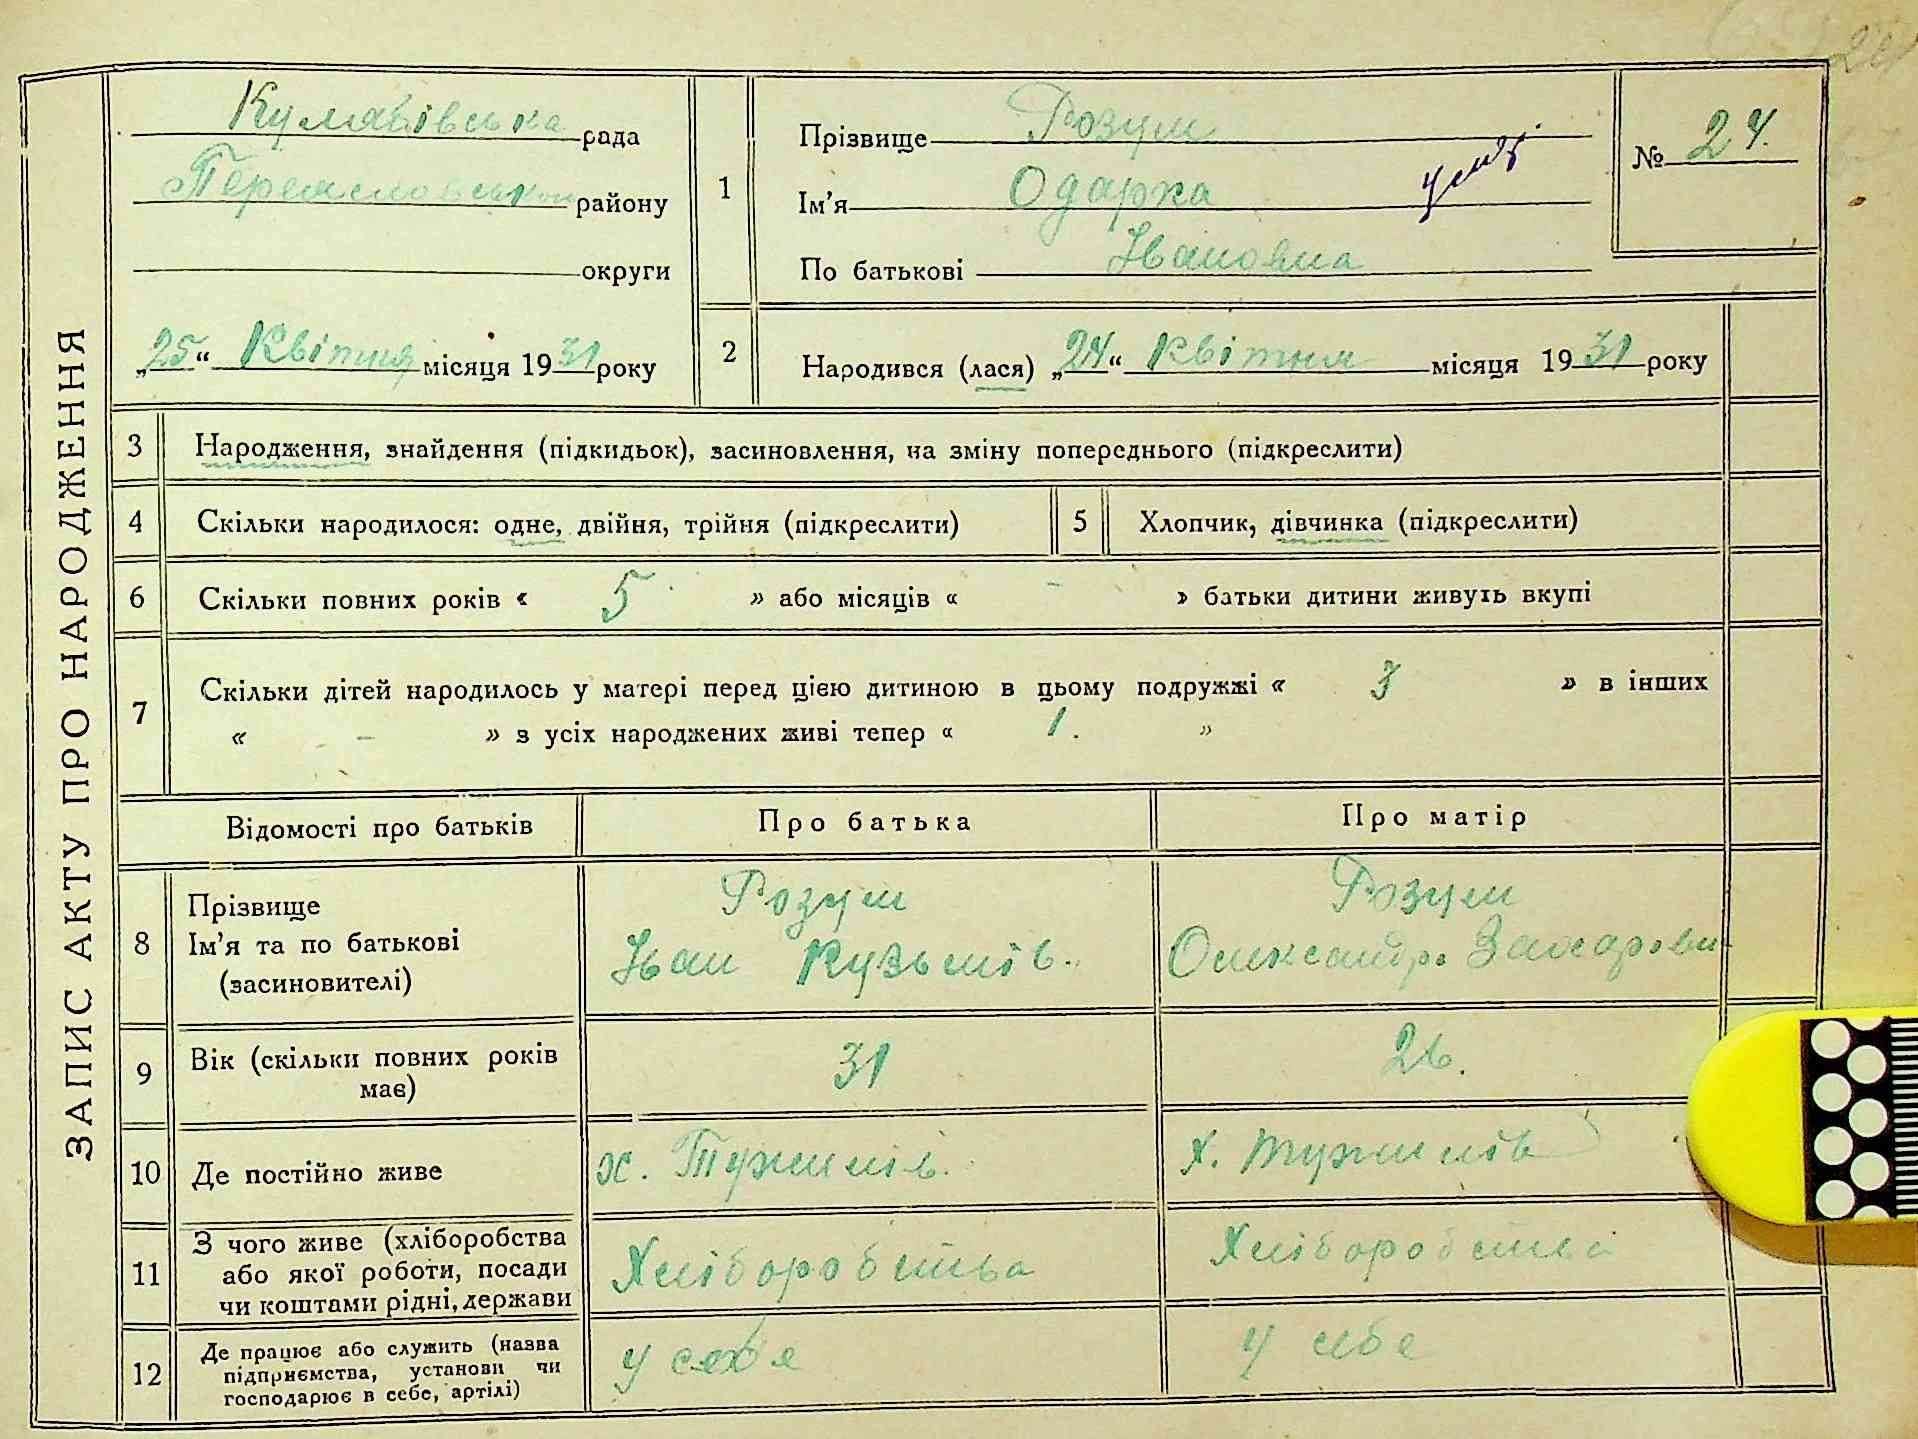 ЗАПИС АКТУ ПРО НАРОДЖЕННЯ
Кулябівська рада
Переясловського району
округи
„25“ Квітня місяця 1931 року
1
Прізвище Розум
Ім'я Одарка
По батькові Івановна
№ 24.
2
Народився (лася) „24“ Квітня місяця 1931 року
3 Народження, знайдення (підкидьок), засиновлення, на зміну попереднього (підкреслити)
4 Скільки народилося: одне, двійня, трійня (підкреслити)
5 Хлопчик, дівчинка (підкреслити)
6 Скільки повних років « 5 » або місяців « - » батьки дитини живуть вкупі
7 Скільки дітей народилось у матері перед цією дитиною в цьому подружжі « 3 » в інших
« - » з усіх народжених живі тепер « 1. »
Відомості про батьків Про батька Про матір
8
Прізвище Розум Розум
Ім'я та по батькові Іван Кузьмів. Олександра Захарови
(засиновителі)
9 Вік (скільки повних років 31 26.
має)
10 Де постійно живе х. Тужилів. х. Тужилів
11
З чого живе (хліборобства
або якої роботи, посади Хліборобства Хліборобства
чи коштами рідні, держави
12
Де працює або служить (назва
підприємства, установи чи у себе у себе
господарює в себе, артілі)